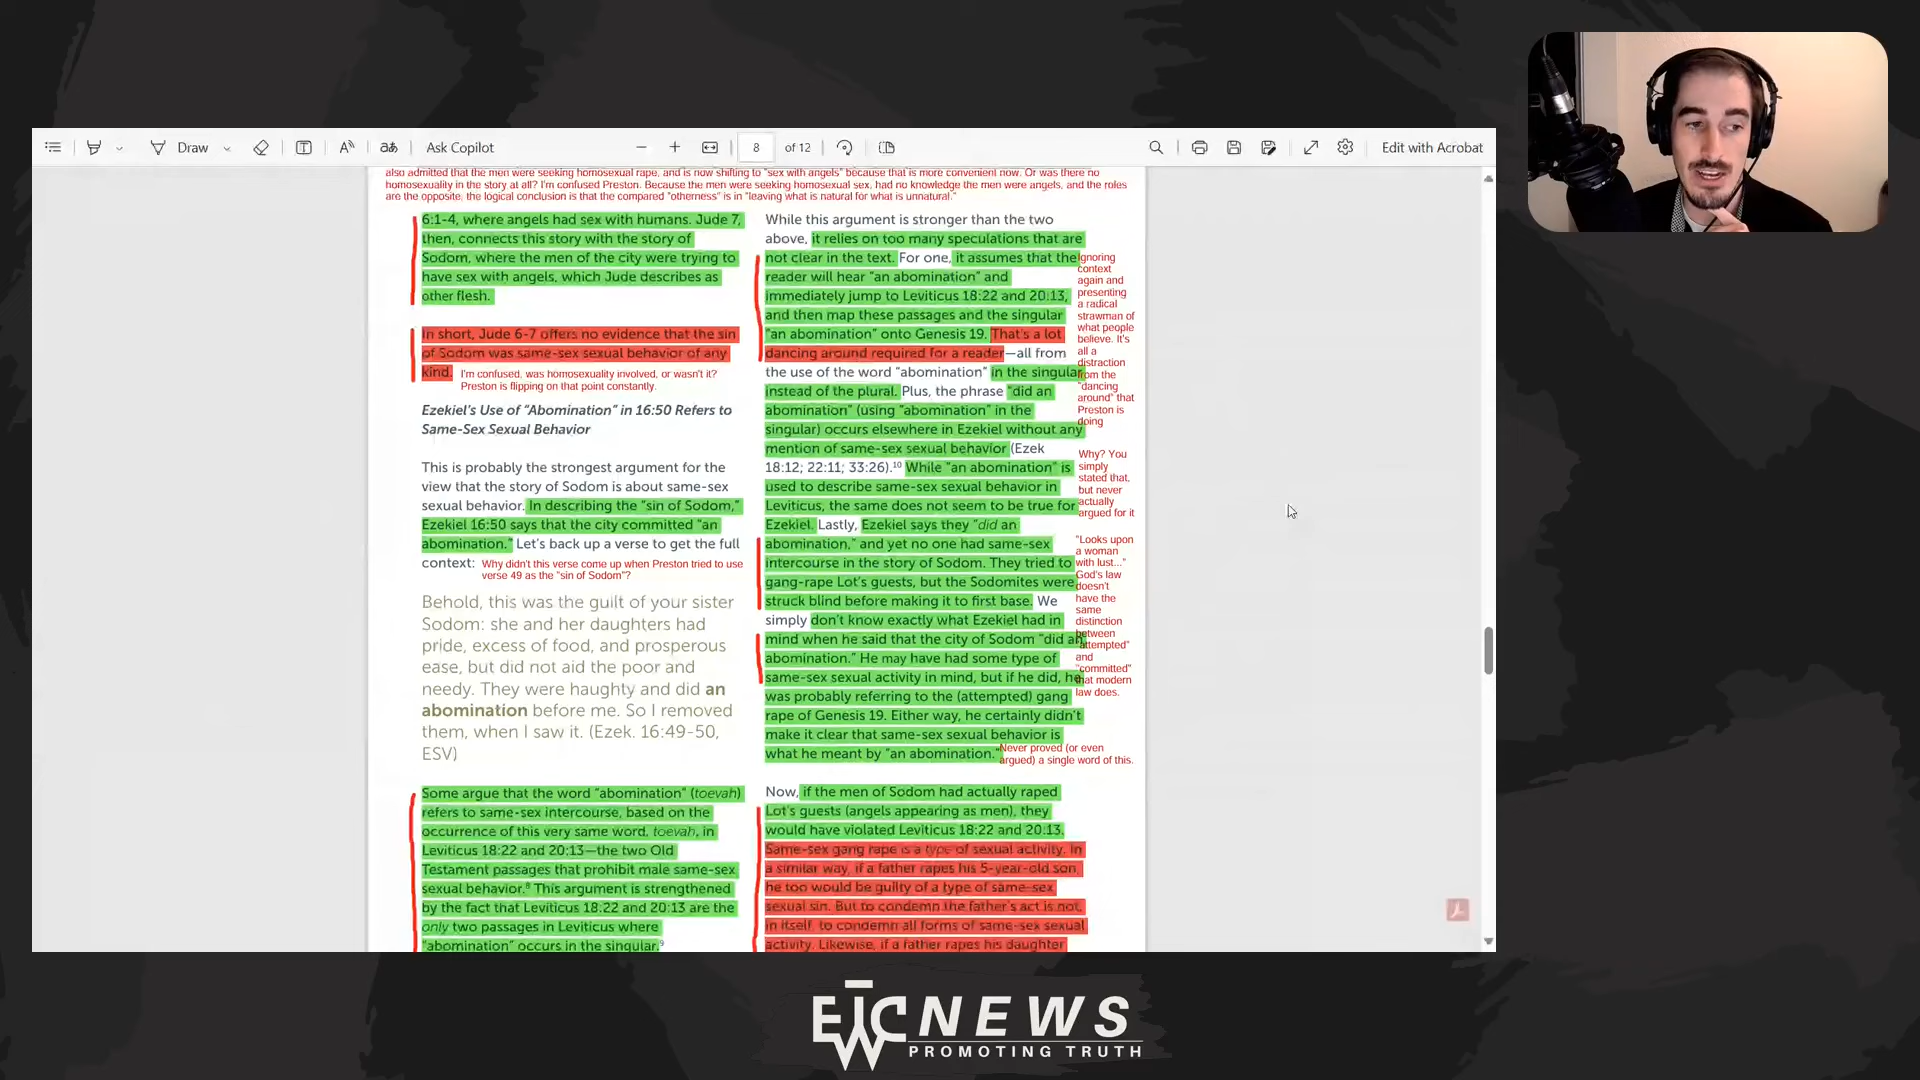 Draw
Ask Copilot
8
of 12
Edit with Acrobat
also admitted that the men were seeking homosexual rape, and is now shifting to "sex with angels" because that is more convenient now. Or was there no
homosexuality in the story at all? I'm confused Preston. Because the men were seeking homosexual sex, had no knowledge the men were angels, and the roles
are the opposite, the logical conclusion is that the compared "otherness" is in "leaving what is natural for what is unnatural."
6:1-4, where angels had sex with humans. Jude 7,
then, connects this story with the story of
Sodom, where the men of the city were trying to
have sex with angels, which Jude describes as
other flesh.
In short, Jude 6-7 offers no evidence that the sin
of Sodom was same-sex sexual behavior of any
kind.
I'm confused, was homosexuality involved, or wasn't it?
Preston is flipping on that point constantly.
Ezekiel's Use of "Abomination" in 16:50 Refers to
Same-Sex Sexual Behavior
This is probably the strongest argument for the
view that the story of Sodom is about same-sex
sexual behavior. In describing the "sin of Sodom,"
Ezekiel 16:50 says that the city committed "an
abomination." Let's back up a verse to get the full
context:
Why didn't this verse come up when Preston tried to use
verse 49 as the "sin of Sodom"?
Behold, this was the guilt of your sister
Sodom: she and her daughters had
pride, excess of food, and prosperous
ease, but did not aid the poor and
needy. They were haughty and did an
abomination before me. So I removed
them, when I saw it. (Ezek. 16:49-50,
ESV)
Some argue that the word "abomination" (toevah)
refers to same-sex intercourse, based on the
occurrence of this very same word, toevah, in
Leviticus 18:22 and 20:13—the two Old
Testament passages that prohibit male same-sex
sexual behavior.⁸ This argument is strengthened
by the fact that Leviticus 18:22 and 20:13 are the
only two passages in Leviticus where
"abomination" occurs in the singular.⁹
While this argument is stronger than the two
above, it relies on too many speculations that are
not clear in the text. For one, it assumes that the
reader will hear "an abomination" and
immediately jump to Leviticus 18:22 and 20:13,
and then map these passages and the singular
"an abomination" onto Genesis 19. That's a lot
dancing around required for a reader—all from
the use of the word "abomination" in the singular
instead of the plural. Plus, the phrase "did an
abomination" (using "abomination" in the
singular) occurs elsewhere in Ezekiel without any
mention of same-sex sexual behavior (Ezek
18:12; 22:11; 33:26).¹⁰ While "an abomination" is
used to describe same-sex sexual behavior in
Leviticus, the same does not seem to be true for
Ezekiel. Lastly, Ezekiel says they "did an
abomination," and yet no one had same-sex
intercourse in the story of Sodom. They tried to
gang-rape Lot's guests, but the Sodomites were
struck blind before making it to first base. We
simply don't know exactly what Ezekiel had in
mind when he said that the city of Sodom "did an
abomination." He may have had some type of
same-sex sexual activity in mind, but if he did, he
was probably referring to the (attempted) gang
rape of Genesis 19. Either way, he certainly didn't
make it clear that same-sex sexual behavior is
what he meant by "an abomination."
Never proved (or even
argued) a single word of this.
Now, if the men of Sodom had actually raped
Lot's guests (angels appearing as men), they
would have violated Leviticus 18:22 and 20:13.
Same-sex gang rape is a type of sexual activity. In
a similar way, if a father rapes his 5-year-old son,
he too would be guilty of a type of same-sex
sexual sin. But to condemn the father's act is not,
in itself, to condemn all forms of same-sex sexual
activity. Likewise, if a father rapes his daughter
Ignoring
context
again and
presenting
a radical
strawman of
what people
believe. It's
all a
distraction
from the
"dancing
around" that
Preston is
doing
Why? You
simply
stated that,
but never
actually
argued for it
"Looks upon
a woman
with lust..."
God's law
doesn't
have the
same
distinction
between
"attempted"
and
"committed"
that modern
law does.
EWTC NEWS
PROMOTING TRUTH